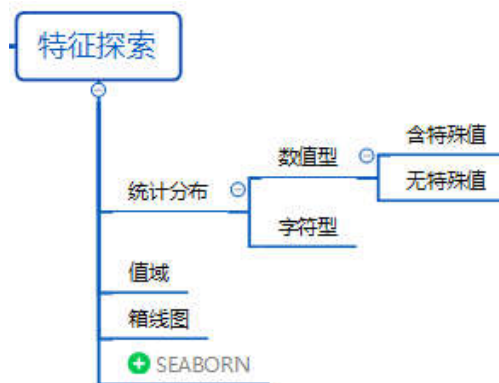 特征探索
含特殊值
数值型
无特殊值
统计分布
字符型
值域
箱线图
SEABORN